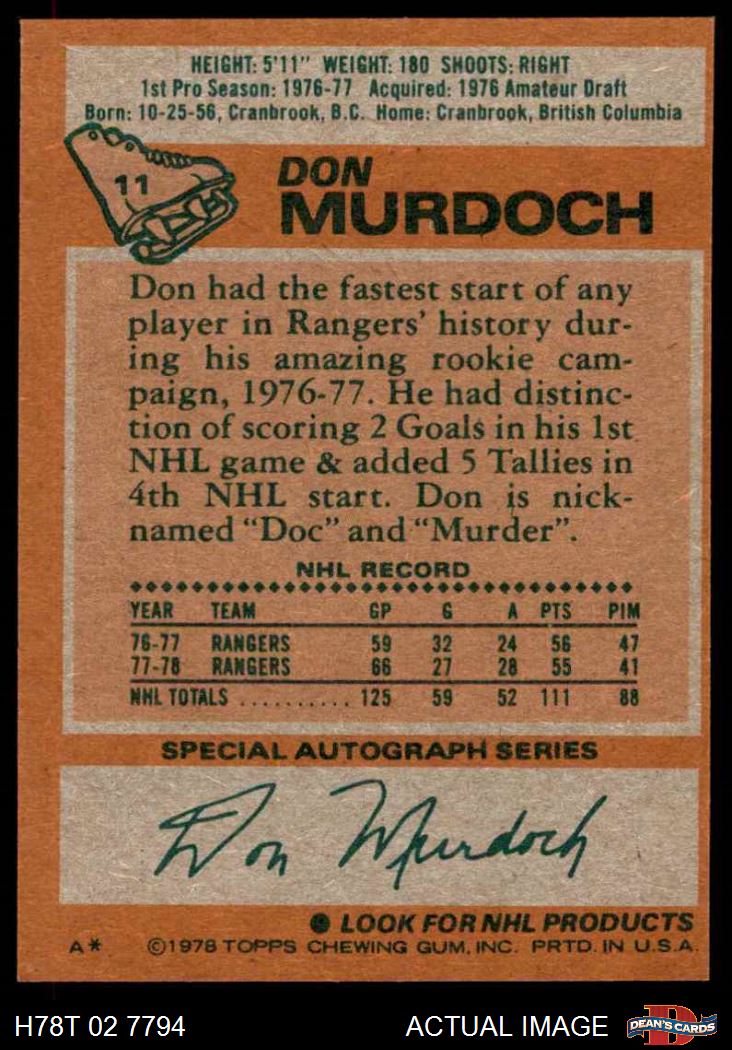 HEIGHT: 5'11" WEIGHT: 180 SHOOTS: RIGHT
1st Pro Season: 1976-77 Acquired: 1976 Amateur Draft
Born: 10-25-56, Cranbrook, B.C. Home: Cranbrook, British Columbia
11
DON
MURDOCH
Don had the fastest start of any
player in Rangers' history dur-
ing his amazing rookie cam-
paign, 1976-77. He had distinc-
tion of scoring 2 Goals in his 1st
NHL game & added 5 Tallies in
4th NHL start. Don is nick-
named "Doc" and "Murder".
NHL RECORD
YEAR TEAM GP G A PTS PIM
76-77 RANGERS 59 32 24 56 47
77-78 RANGERS 66 27 28 55 41
NHL TOTALS .......... 125 59 52 111 88
SPECIAL AUTOGRAPH SERIES
Don Murdoch
LOOK FOR NHL PRODUCTS
A* ©1978 TOPPS CHEWING GUM, INC. PRTD. IN U.S.A.
H78T 02 7794 ACTUAL IMAGE D DEAN'S CARDS